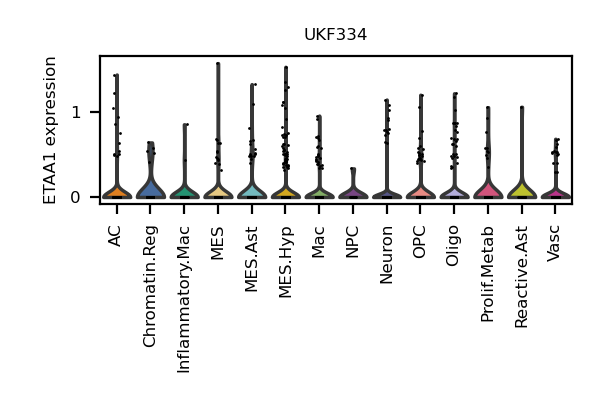 UKF334
ETAA1 expression
1
0
AC
Chromatin.Reg
Inflammatory.Mac
MES
MES.Ast
MES.Hyp
Mac
NPC
Neuron
OPC
Oligo
Prolif.Metab
Reactive.Ast
Vasc